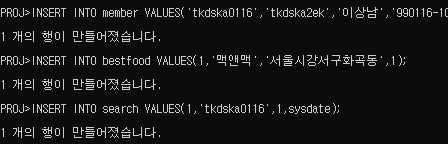 PROJ>INSERT INTO member VALUES('tkdska0116','tkdska2ek','이상남','990116-10
1 개의 행이 만들어졌습니다.
PROJ>INSERT INTO bestfood VALUES(1,'맥앤맥','서울시강서구화곡동',1);
1 개의 행이 만들어졌습니다.
PROJ>INSERT INTO search VALUES(1,'tkdska0116',1,sysdate);
1 개의 행이 만들어졌습니다.